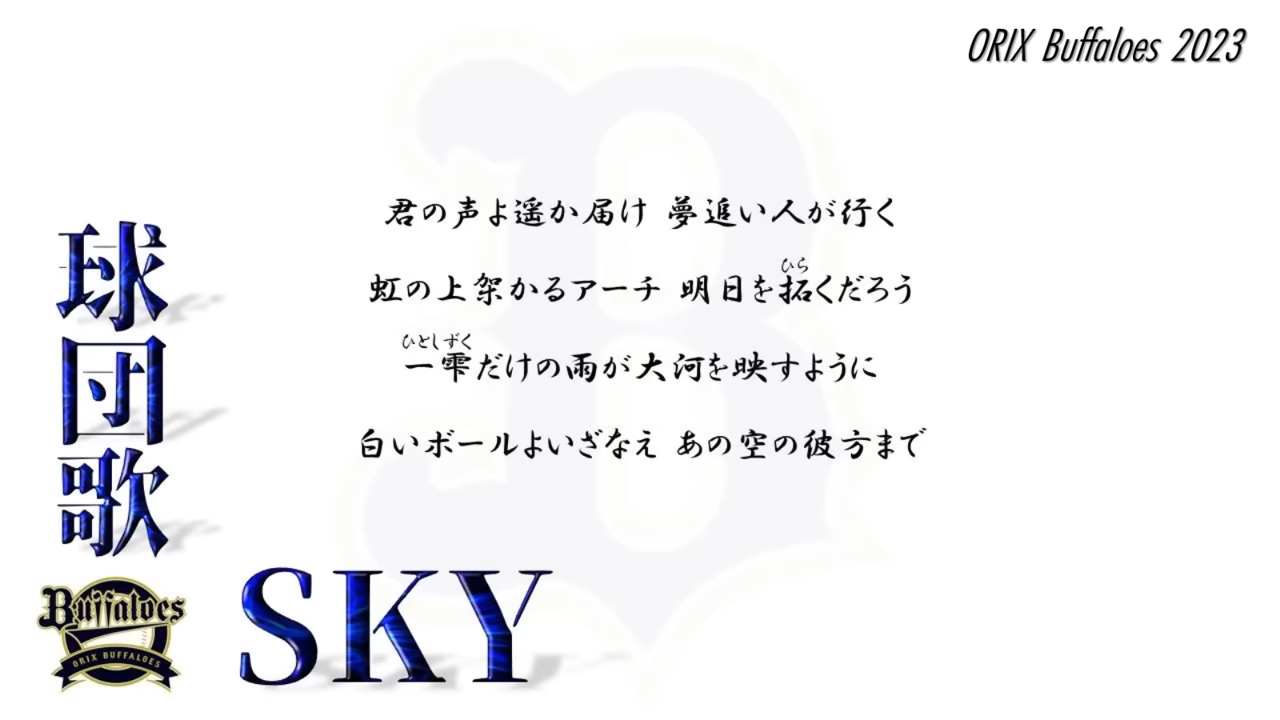 ORIX Buffaloes 2023
君の声よ遥か届け 夢追い人が行く
ひら
虹の上架かるアーチ 明日を拓くだろう
ひとしずく
一雫だけの雨が大河を映すように
白いボールよいざなえ あの空の彼方まで
球団歌
SKY
Buffaloes
ORIX BUFFALOES